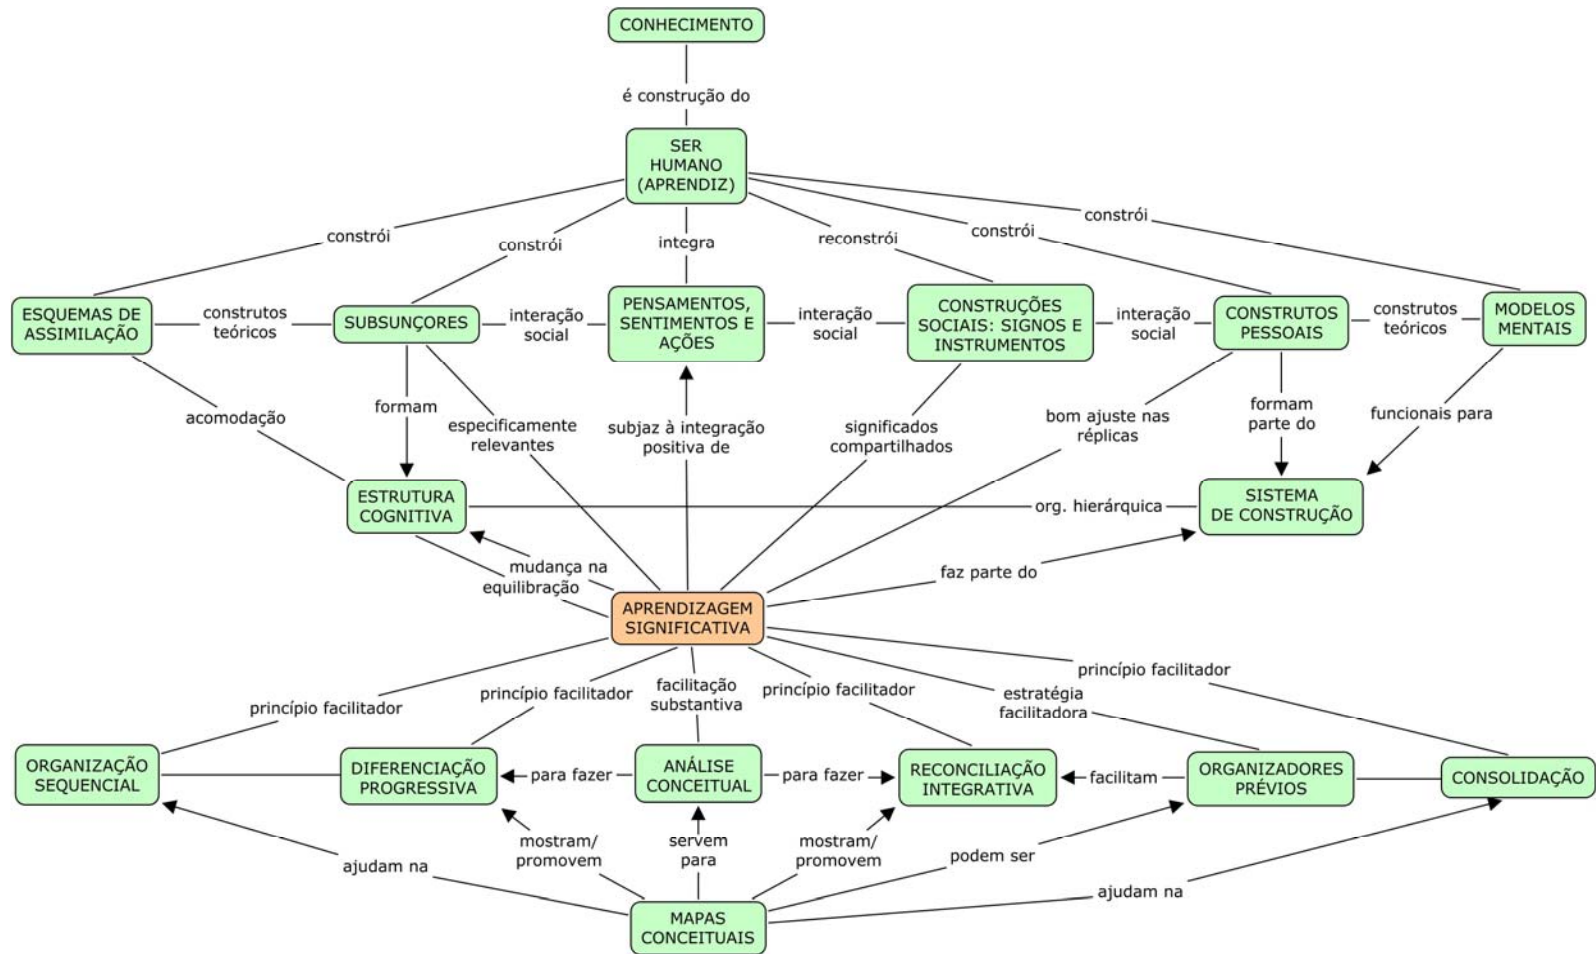 CONHECIMENTO
é construção do
SER
HUMANO
(APRENDIZ)
constrói
constrói
integra
reconstrói
constrói
constrói
ESQUEMAS DE
ASSIMILAÇÃO
construtos
teóricos
SUBSUNÇORES
interação
social
PENSAMENTOS,
SENTIMENTOS E
AÇÕES
interação
social
CONSTRUÇÕES
SOCIAIS: SIGNOS E
INSTRUMENTOS
interação
social
CONSTRUTOS
PESSOAIS
construtos
teóricos
MODELOS
MENTAIS
acomodação
formam
especificamente
relevantes
subjaz à integração
positiva de
significados
compartilhados
bom ajuste nas
réplicas
formam
parte do
funcionais para
ESTRUTURA
COGNITIVA
org. hierárquica
SISTEMA
DE CONSTRUÇÃO
mudança na
equilibração
faz parte do
APRENDIZAGEM
SIGNIFICATIVA
princípio facilitador
princípio facilitador
facilitação
substantiva
princípio facilitador
estratégia
facilitadora
princípio facilitador
ORGANIZAÇÃO
SEQUENCIAL
DIFERENCIAÇÃO
PROGRESSIVA
para fazer
ANÁLISE
CONCEITUAL
para fazer
RECONCILIAÇÃO
INTEGRATIVA
facilitam
ORGANIZADORES
PRÉVIOS
CONSOLIDAÇÃO
ajudam na
mostram/
promovem
servem
para
mostram/
promovem
podem ser
ajudam na
MAPAS
CONCEITUAIS